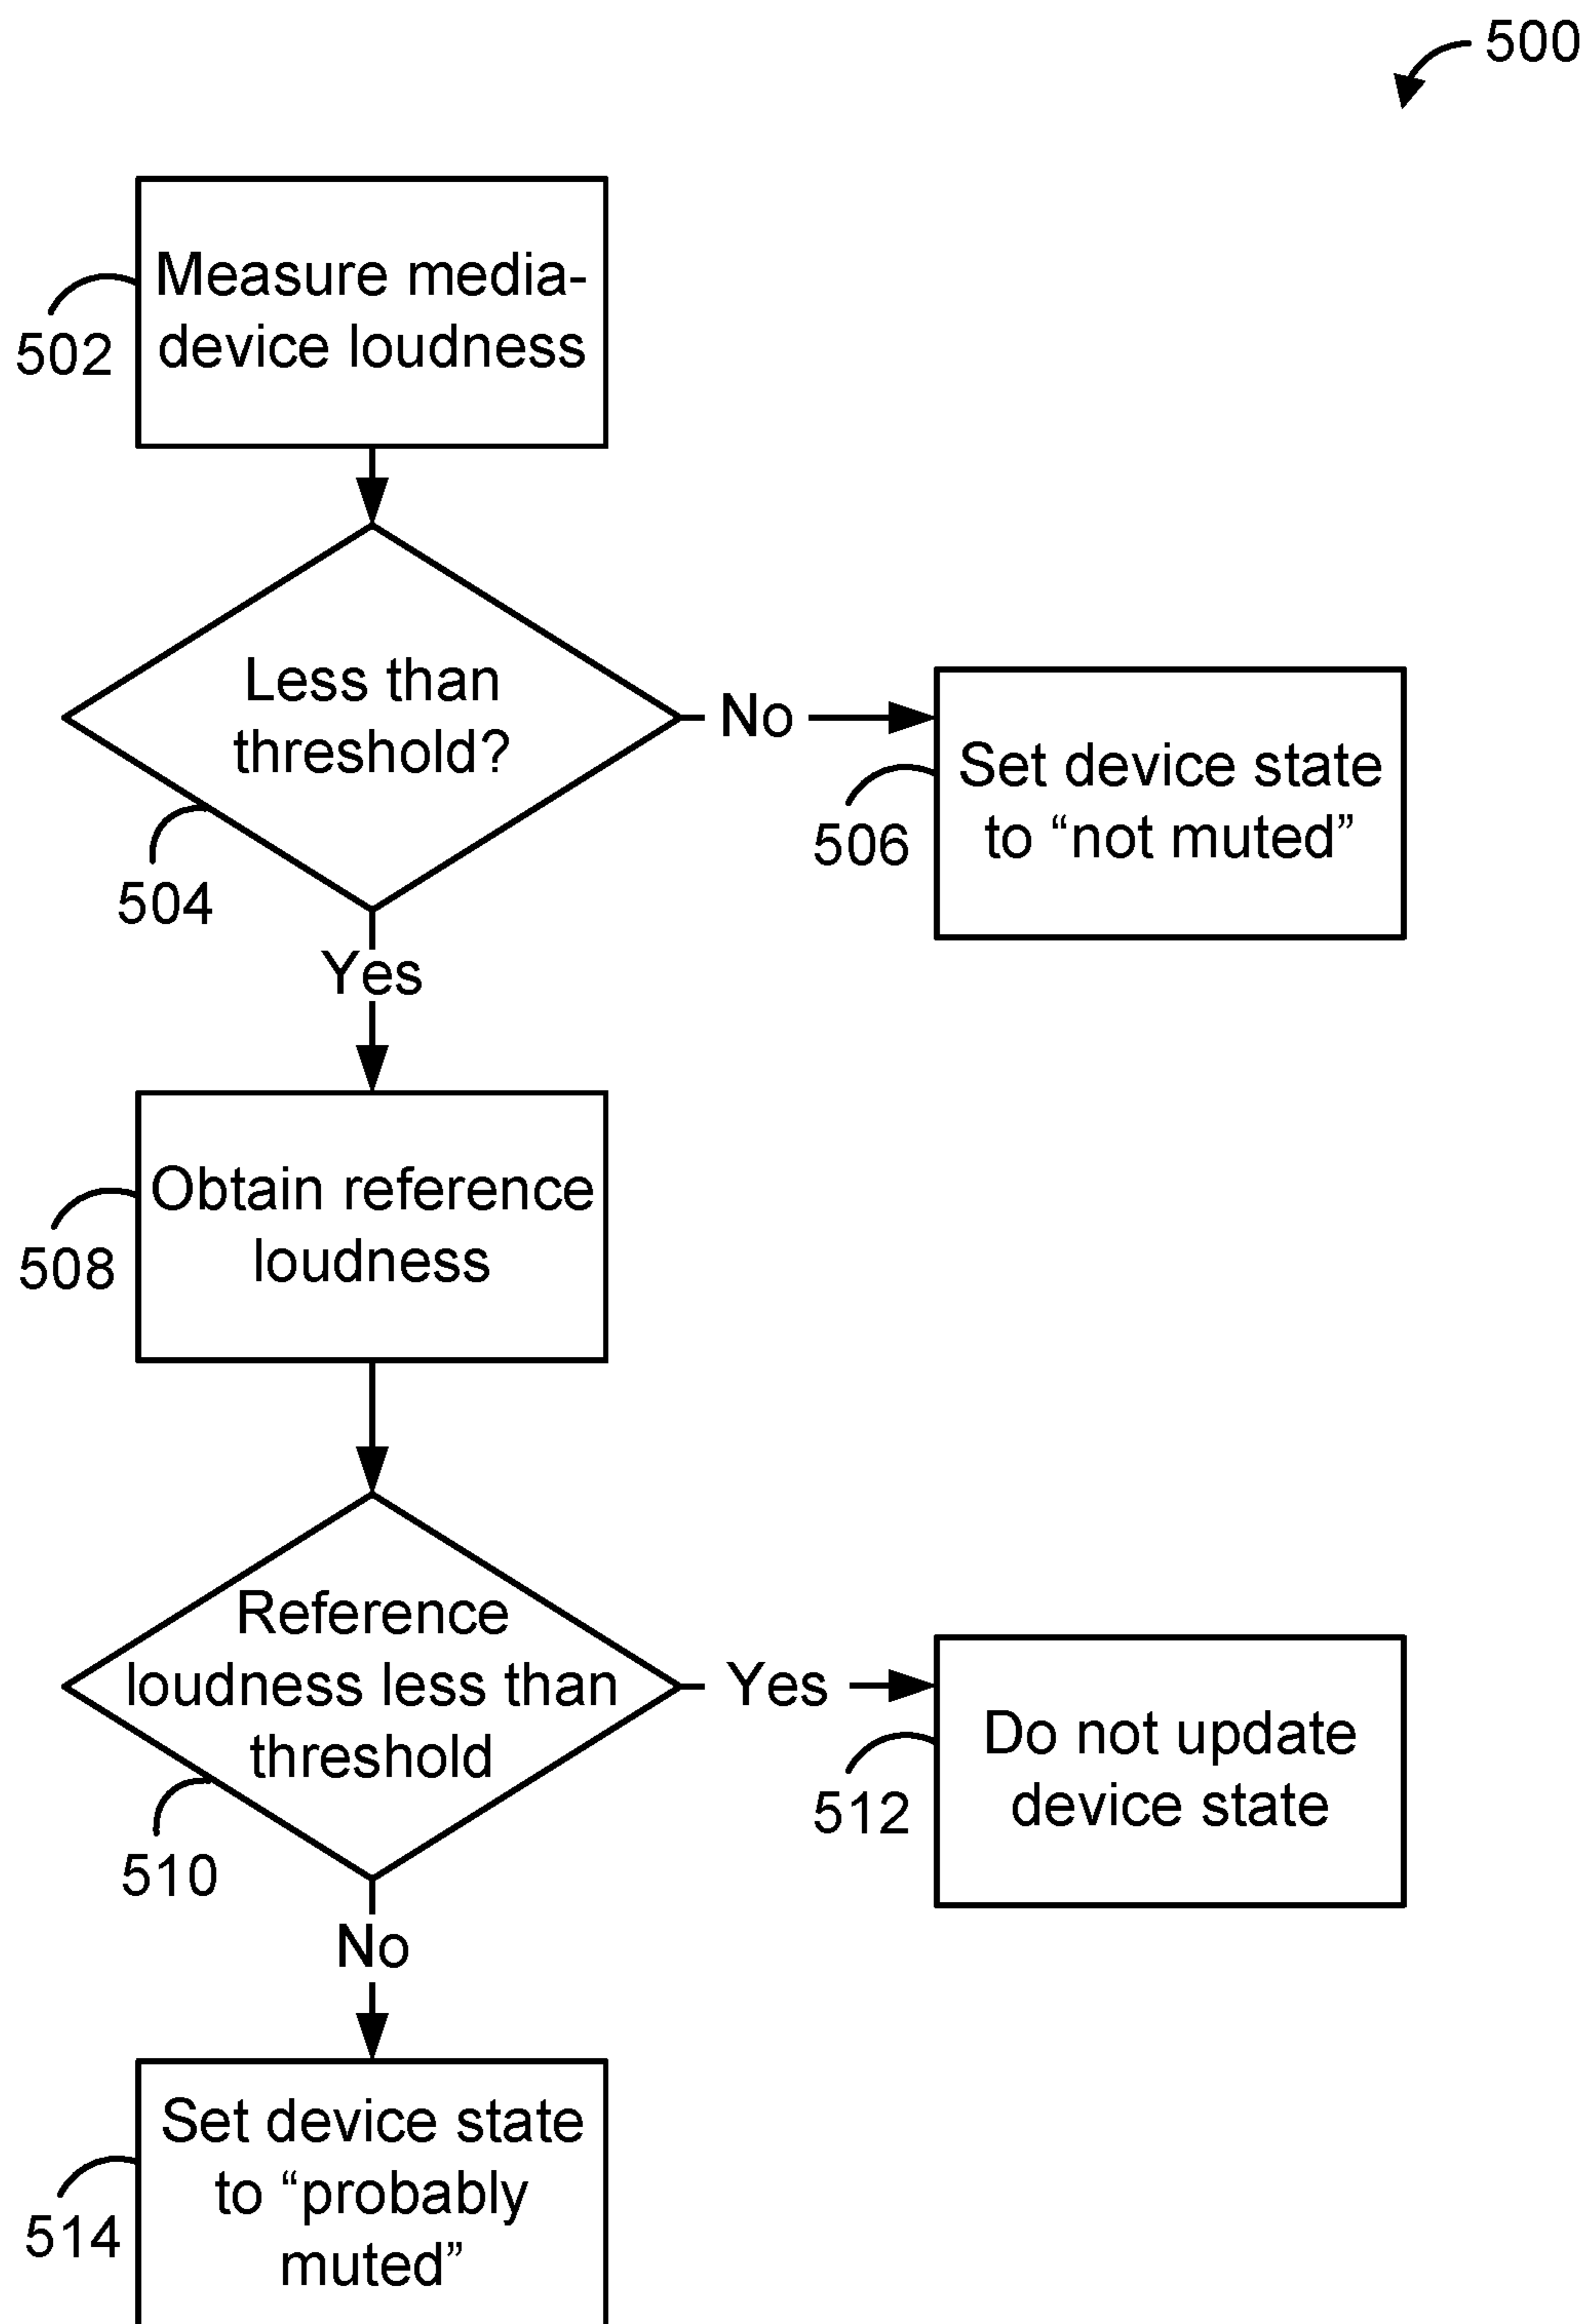 500
Measure media-
device loudness
502
Less than
threshold?
504
No
Set device state
to “not muted”
506
Yes
Obtain reference
loudness
508
Reference
loudness less than
threshold
510
Yes
Do not update
device state
512
No
Set device state
to “probably
muted”
514